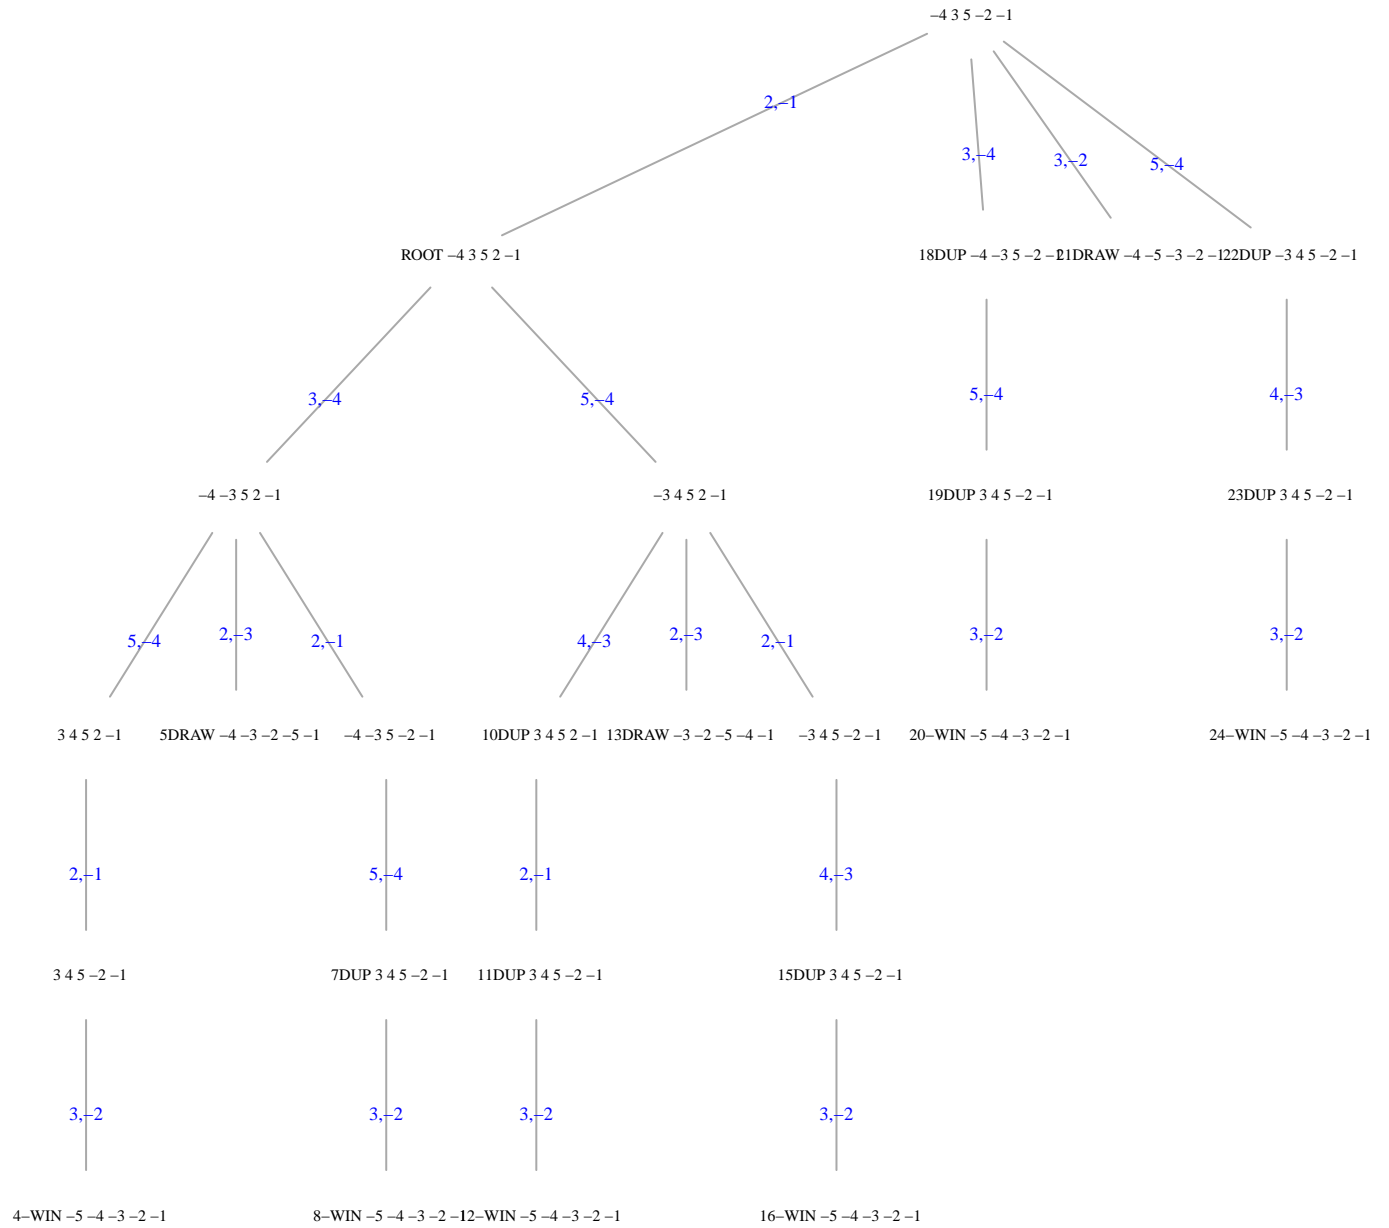 −4 3 5 −2 −1
2,−1
3,−4
3,−2
5,−4
ROOT −4 3 5 2 −1
18DUP −4 −3 5 −2 −1
21DRAW −4 −5 −3 −2 −1
22DUP −3 4 5 −2 −1
3,−4
5,−4
5,−4
4,−3
−4 −3 5 2 −1
−3 4 5 2 −1
19DUP 3 4 5 −2 −1
23DUP 3 4 5 −2 −1
5,−4
2,−3
2,−1
4,−3
2,−3
2,−1
3,−2
3,−2
3 4 5 2 −1
5DRAW −4 −3 −2 −5 −1
−4 −3 5 −2 −1
10DUP 3 4 5 2 −1
13DRAW −3 −2 −5 −4 −1
−3 4 5 −2 −1
20−WIN −5 −4 −3 −2 −1
24−WIN −5 −4 −3 −2 −1
2,−1
5,−4
2,−1
4,−3
3 4 5 −2 −1
7DUP 3 4 5 −2 −1
11DUP 3 4 5 −2 −1
15DUP 3 4 5 −2 −1
3,−2
3,−2
3,−2
3,−2
4−WIN −5 −4 −3 −2 −1
8−WIN −5 −4 −3 −2 −1
12−WIN −5 −4 −3 −2 −1
16−WIN −5 −4 −3 −2 −1